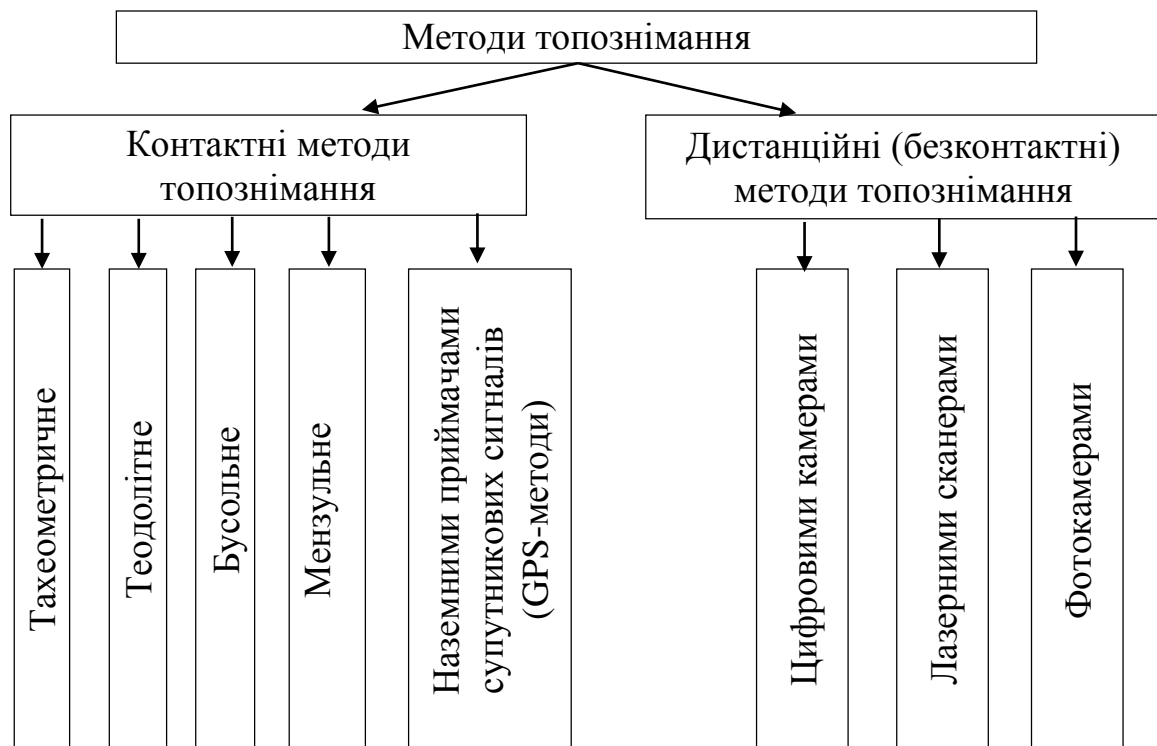 Методи топознімання
Контактні методи
топознімання
Дистанційні (безконтактні)
методи топознімання
Тахеометричне
Теодолітне
Бусольне
Мензульне
Наземними приймачами
супутникових сигналів
(GPS-методи)
Цифровими камерами
Лазерними сканерами
Фотокамерами